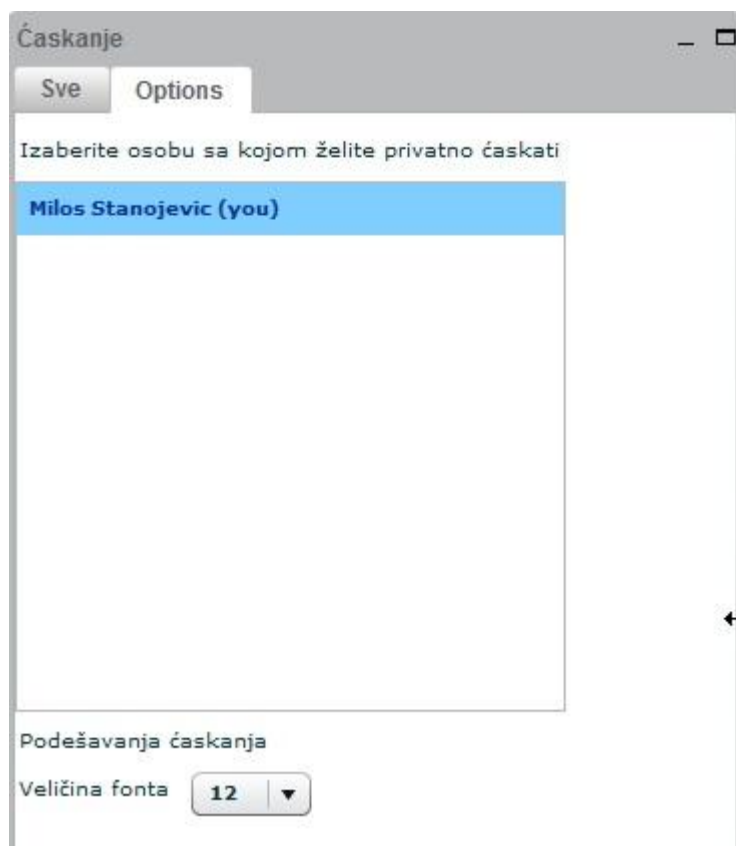 Ćaskanje
Sve Options
Izaberite osobu sa kojom želite privatno ćaskati
Milos Stanojevic (you)
Podešavanja ćaskanja
Veličina fonta 12